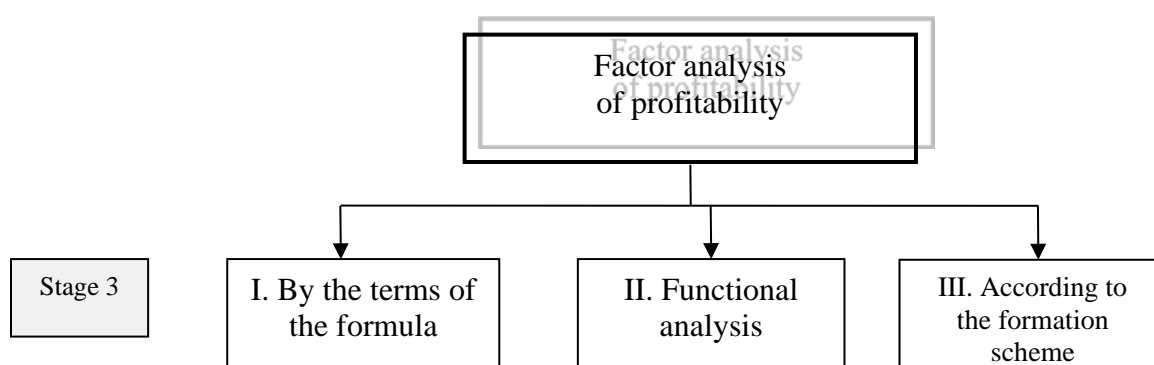 Factor analysis
of profitability
Stage 3
I. By the terms of
the formula
II. Functional
analysis
III. According to
the formation
scheme